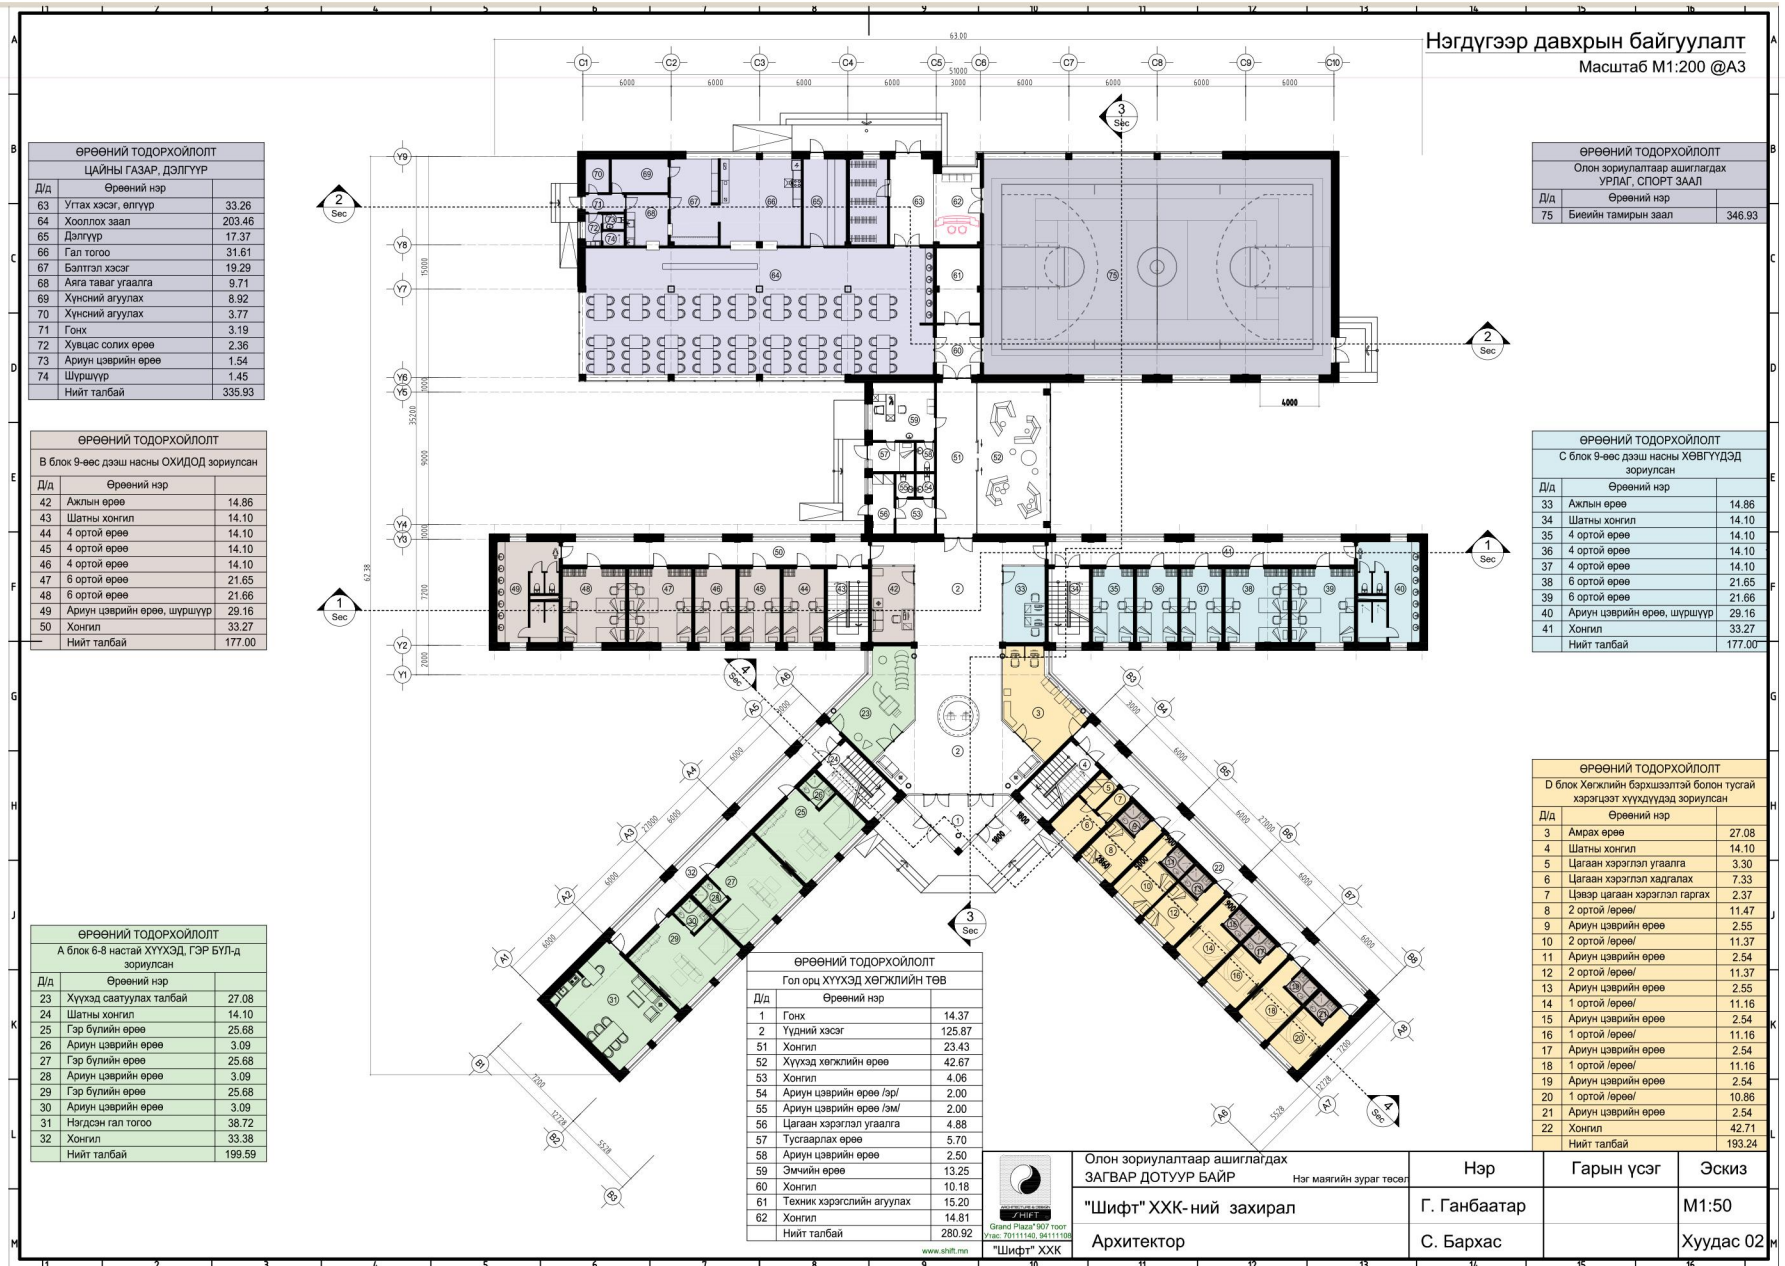 Нэгдүгээр давхрын байгуулалт
Масштаб М1:200 @А3
ӨРӨӨНИЙ ТОДОРХОЙЛОЛТ
ЦАЙНЫ ГАЗАР, ДЭЛГҮҮР
Д/д Өрөөний нэр
63 Угтах хэсэг, өлгүүр 33.26
64 Хооллох заал 203.46
65 Дэлгүүр 17.37
66 Гал тогоо 31.61
67 Бэлтгэл хэсэг 19.29
68 Аяга таваг угаалга 9.71
69 Хүнсний агуулах 8.92
70 Хүнсний агуулах 3.77
71 Гонх 3.19
72 Хувцас солих өрөө 2.36
73 Ариун цэврийн өрөө 1.54
74 Шүршүүр 1.45
Нийт талбай 335.93
ӨРӨӨНИЙ ТОДОРХОЙЛОЛТ
В блок 9-өөс дээш насны ОХИДОД зориулсан
Д/д Өрөөний нэр
42 Ажлын өрөө 14.86
43 Шатны хонгил 14.10
44 4 ортой өрөө 14.10
45 4 ортой өрөө 14.10
46 4 ортой өрөө 14.10
47 6 ортой өрөө 21.65
48 6 ортой өрөө 21.66
49 Ариун цэврийн өрөө, шүршүүр 29.16
50 Хонгил 33.27
Нийт талбай 177.00
ӨРӨӨНИЙ ТОДОРХОЙЛОЛТ
А блок 6-8 настай ХҮҮХЭД, ГЭР БҮЛ-д
зориулсан
Д/д Өрөөний нэр
23 Хүүхэд саатуулах талбай 27.08
24 Шатны хонгил 14.10
25 Гэр бүлийн өрөө 25.68
26 Ариун цэврийн өрөө 3.09
27 Гэр бүлийн өрөө 25.68
28 Ариун цэврийн өрөө 3.09
29 Гэр бүлийн өрөө 25.68
30 Ариун цэврийн өрөө 3.09
31 Нэгдсэн гал тогоо 38.72
32 Хонгил 33.38
Нийт талбай 199.59
ӨРӨӨНИЙ ТОДОРХОЙЛОЛТ
Гол орц ХҮҮХЭД ХӨГЖЛИЙН ТӨВ
Д/д Өрөөний нэр
1 Гонх 14.37
2 Үүдний хэсэг 125.87
51 Хонгил 23.43
52 Хүүхэд хөгжлийн өрөө 42.67
53 Хонгил 4.06
54 Ариун цэврийн өрөө /эр/ 2.00
55 Ариун цэврийн өрөө /эм/ 2.00
56 Цагаан хэрэглэл угаалга 4.88
57 Тусгаарлах өрөө 5.70
58 Ариун цэврийн өрөө 2.50
59 Эмчийн өрөө 13.25
60 Хонгил 10.18
61 Техник хэрэгслийн агуулах 15.20
62 Хонгил 14.81
Нийт талбай 280.92
www.shift.mn
ӨРӨӨНИЙ ТОДОРХОЙЛОЛТ
Олон зориулалтаар ашиглагдах
УРЛАГ, СПОРТ ЗААЛ
Д/д Өрөөний нэр
75 Биеийн тамирын заал 346.93
ӨРӨӨНИЙ ТОДОРХОЙЛОЛТ
С блок 9-өөс дээш насны ХӨВГҮҮДЭД
зориулсан
Д/д Өрөөний нэр
33 Ажлын өрөө 14.86
34 Шатны хонгил 14.10
35 4 ортой өрөө 14.10
36 4 ортой өрөө 14.10
37 4 ортой өрөө 14.10
38 6 ортой өрөө 21.65
39 6 ортой өрөө 21.66
40 Ариун цэврийн өрөө, шүршүүр 29.16
41 Хонгил 33.27
Нийт талбай 177.00
ӨРӨӨНИЙ ТОДОРХОЙЛОЛТ
D блок Хөгжлийн бэрхшээлтэй болон тусгай
хэрэгцээт хүүхдүүдэд зориулсан
Д/д Өрөөний нэр
3 Амрах өрөө 27.08
4 Шатны хонгил 14.10
5 Цагаан хэрэглэл угаалга 3.30
6 Цагаан хэрэглэл хадгалах 7.33
7 Цэвэр цагаан хэрэглэл гаргах 2.37
8 2 ортой /өрөө/ 11.47
9 Ариун цэврийн өрөө 2.55
10 2 ортой /өрөө/ 11.37
11 Ариун цэврийн өрөө 2.54
12 2 ортой /өрөө/ 11.37
13 Ариун цэврийн өрөө 2.55
14 1 ортой /өрөө/ 11.16
15 Ариун цэврийн өрөө 2.54
16 1 ортой /өрөө/ 11.16
17 Ариун цэврийн өрөө 2.54
18 1 ортой /өрөө/ 11.16
19 Ариун цэврийн өрөө 2.54
20 1 ортой /өрөө/ 10.86
21 Ариун цэврийн өрөө 2.54
22 Хонгил 42.71
Нийт талбай 193.24
SHIFT
Grand Plaza"907 тоот
Утас: 70111140, 94111108
"Шифт" ХХК
Олон зориулалтаар ашиглагдах
ЗАГВАР ДОТУУР БАЙР Нэг маягийн зураг төсөл
"Шифт" ХХК-ний захирал
Архитектор
Нэр Гарын үсэг Эскиз
Г. Ганбаатар М1:50
С. Бархас Хуудас 02